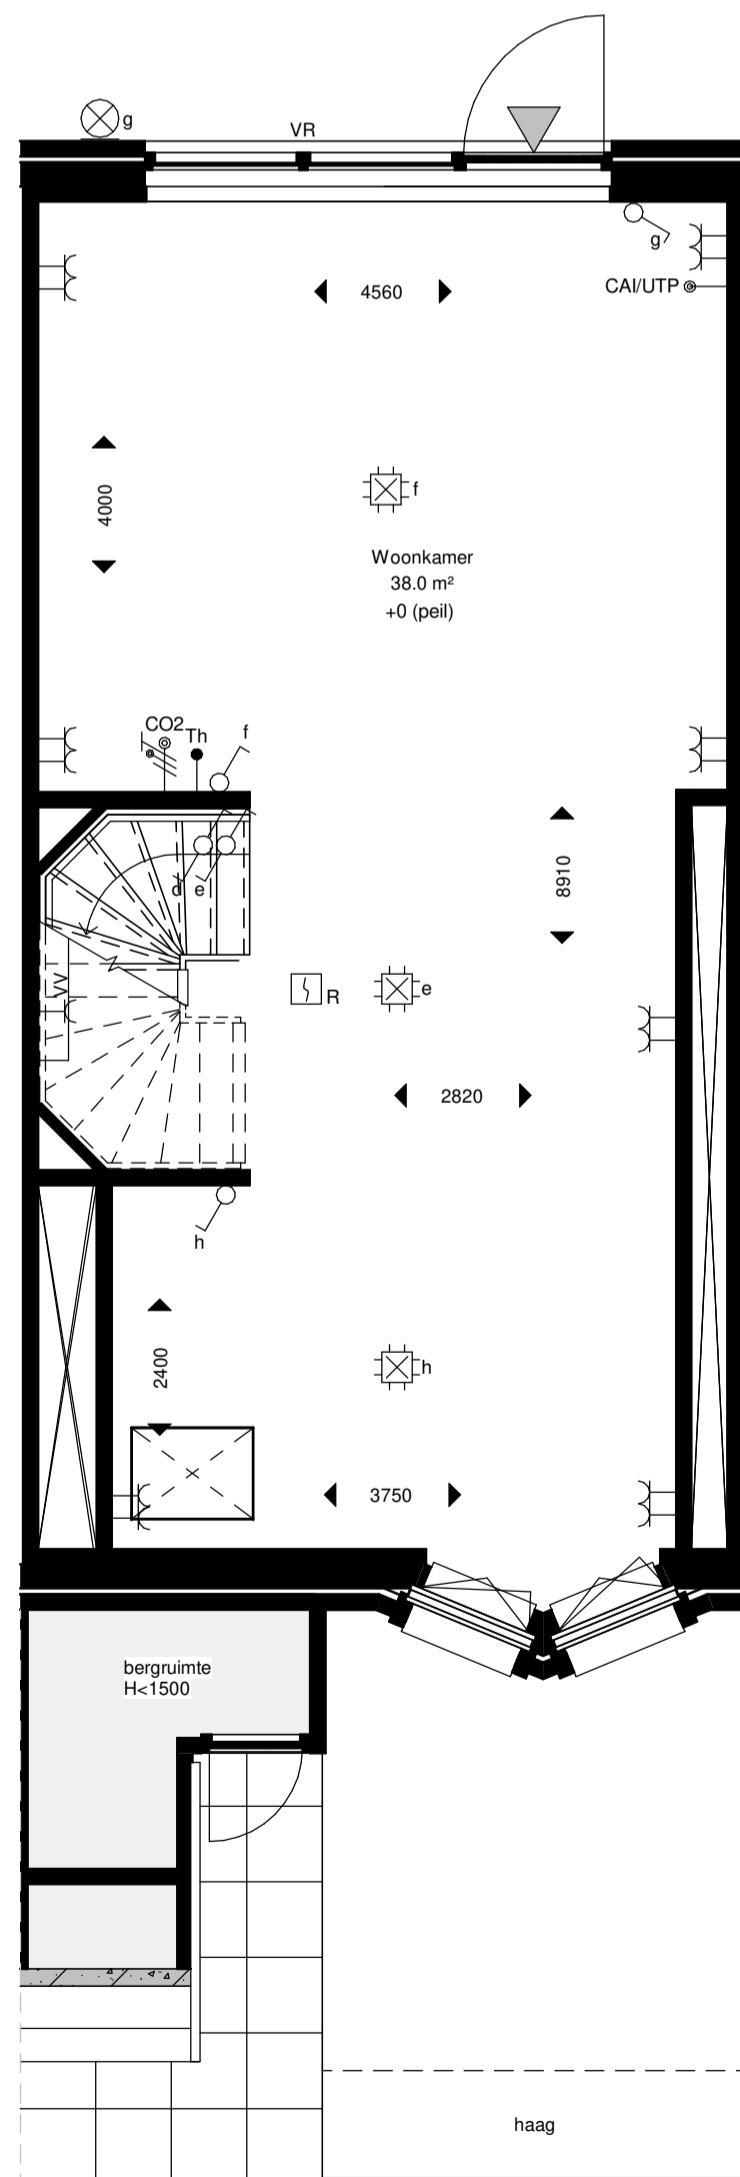 g
VR
g
CAI/UTP
4560
4000
f
Woonkamer
38.0 m²
+0 (peil)
CO2
Th
f
8910
d
e
VV
R
e
2820
h
2400
h
3750
bergruimte
H<1500
haag